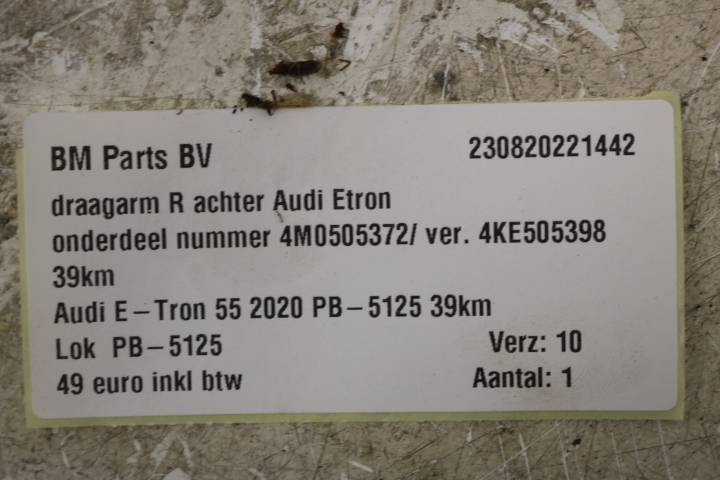 BM Parts BV 230820221442
draagarm R achter Audi Etron
onderdeel nummer 4M0505372/ ver. 4KE505398
39km
Audi E-Tron 55 2020 PB-5125 39km
Lok PB-5125 Verz: 10
49 euro inkl btw Aantal: 1